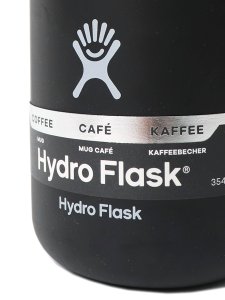 COFFEE CAFÉ KAFFEE
MUG MUG CAFÉ KAFFEEBECHER
Hydro Flask® 354
Hydro Flask